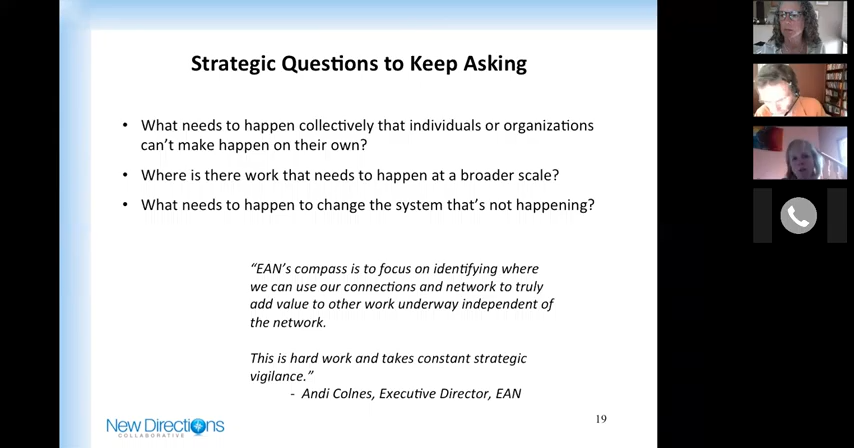 Strategic Questions to Keep Asking
• What needs to happen collectively that individuals or organizations
can't make happen on their own?
• Where is there work that needs to happen at a broader scale?
• What needs to happen to change the system that's not happening?
“EAN's compass is to focus on identifying where
we can use our connections and network to truly
add value to other work underway independent of
the network.
This is hard work and takes constant strategic
vigilance.”
- Andi Colnes, Executive Director, EAN
New Directions
COLLABORATIVE
19